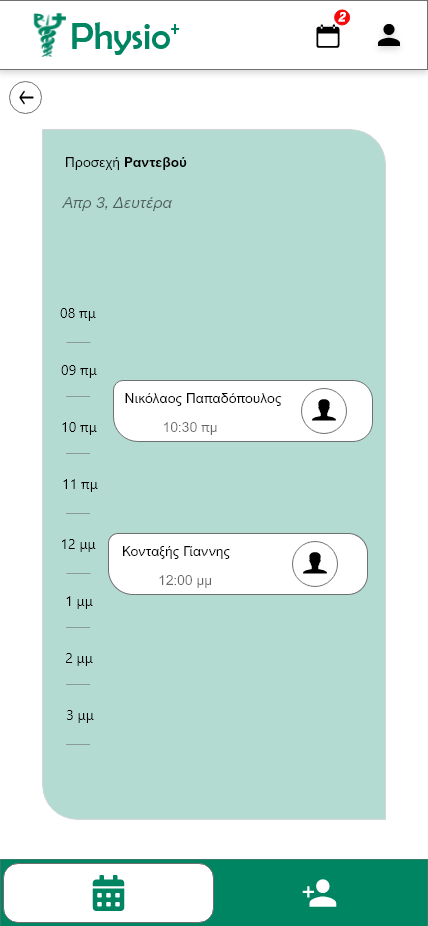 Physio+
2
Προσεχή Ραντεβού
Απρ 3, Δευτέρα
08 πμ
09 πμ
Νικόλαος Παπαδόπουλος
10 πμ
10:30 πμ
11 πμ
12 μμ
Κονταξής Γίαννης
12:00 μμ
1 μμ
2 μμ
3 μμ